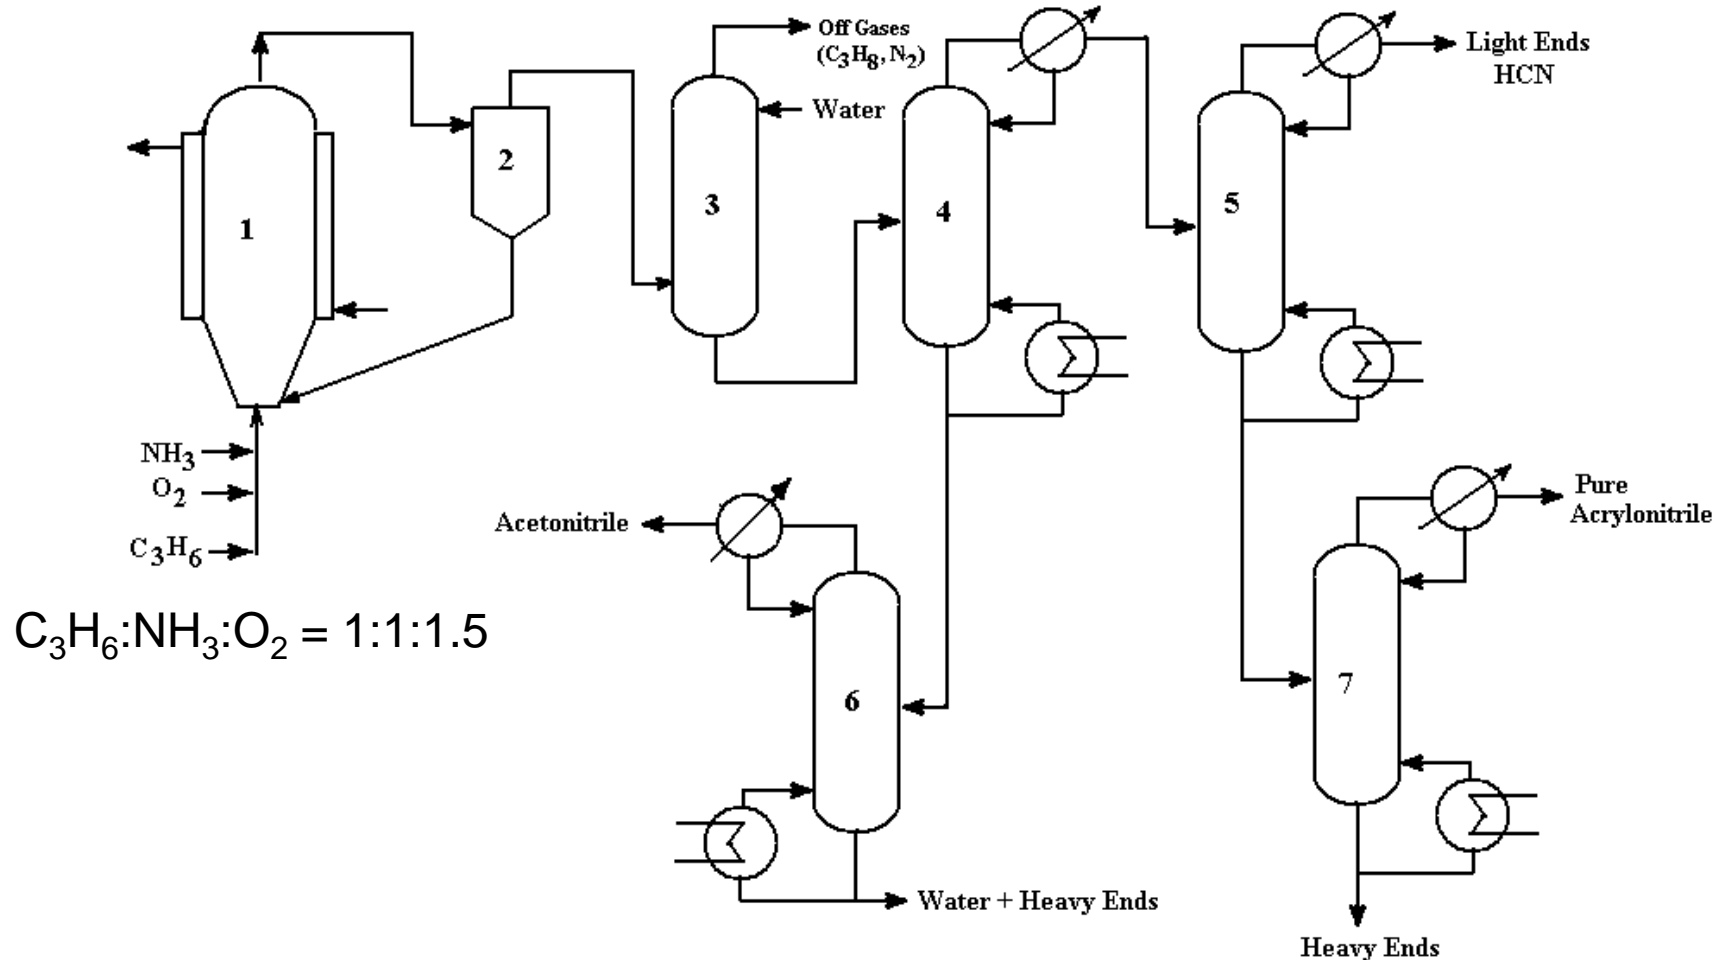 Off Gases
(C₃H₈, N₂)
Water
Light Ends
HCN
1
2
3
4
5
NH₃
O₂
C₃H₆
C₃H₆:NH₃:O₂ = 1:1:1.5
Acetonitrile
6
Water + Heavy Ends
Pure
Acrylonitrile
7
Heavy Ends